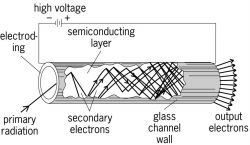 high voltage
− +
electrod-
ing
semiconducting
layer
primary
radiation
secondary
electrons
glass
channel
wall
output
electrons